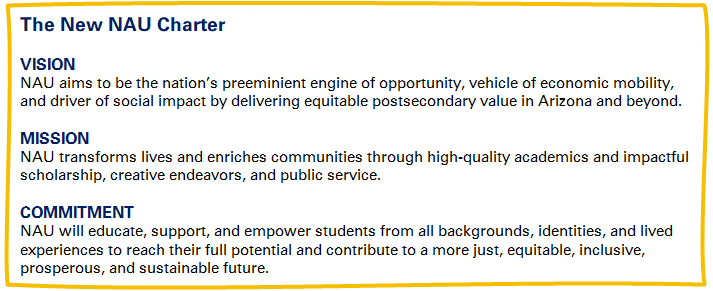 The New NAU Charter
VISION
NAU aims to be the nation’s preeminient engine of opportunity, vehicle of economic mobility,
and driver of social impact by delivering equitable postsecondary value in Arizona and beyond.
MISSION
NAU transforms lives and enriches communities through high-quality academics and impactful
scholarship, creative endeavors, and public service.
COMMITMENT
NAU will educate, support, and empower students from all backgrounds, identities, and lived
experiences to reach their full potential and contribute to a more just, equitable, inclusive,
prosperous, and sustainable future.